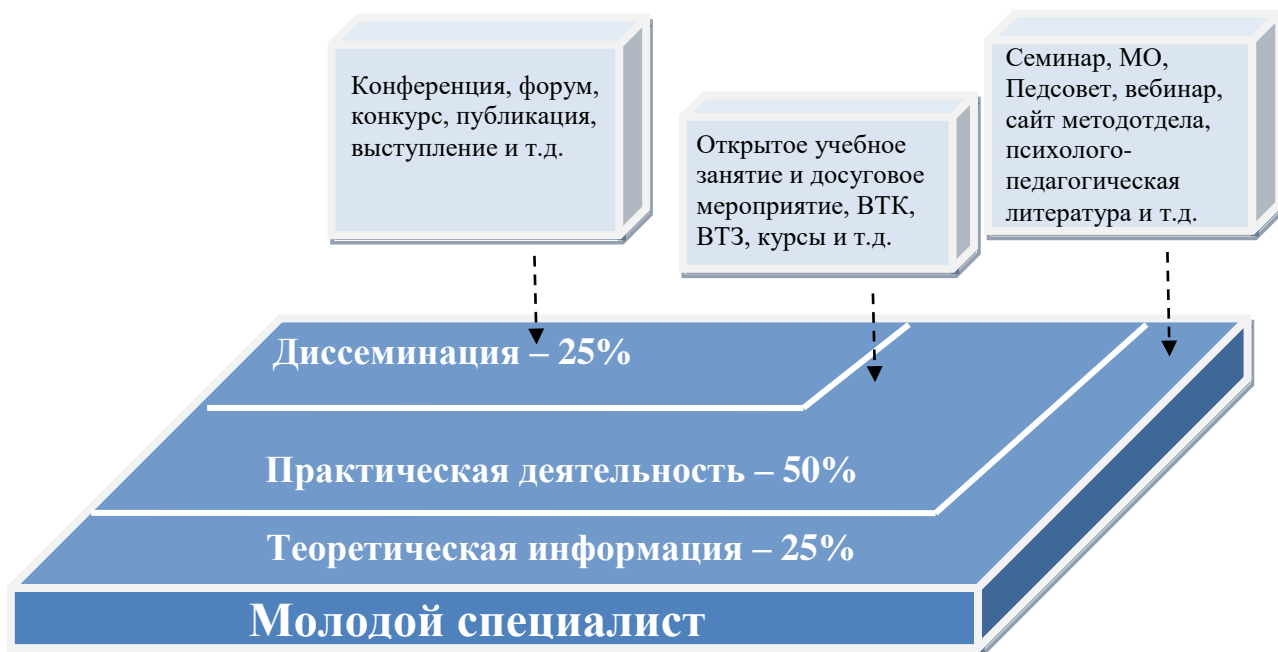 Конференция, форум,
конкурс, публикация,
выступление и т.д.
Открытое учебное
занятие и досуговое
мероприятие, ВТК,
ВТЗ, курсы и т.д.
Семинар, МО,
Педсовет, вебинар,
сайт методотдела,
психолого-
педагогическая
литература и т.д.
Диссеминация – 25%
Практическая деятельность – 50%
Теоретическая информация – 25%
Молодой специалист